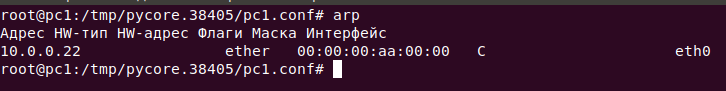 root@pc1:/tmp/pycore.38405/pc1.conf# arp
Адрес HW-тип HW-адрес Флаги Маска Интерфейс
10.0.0.22 ether 00:00:00:aa:00:00 C eth0
root@pc1:/tmp/pycore.38405/pc1.conf#